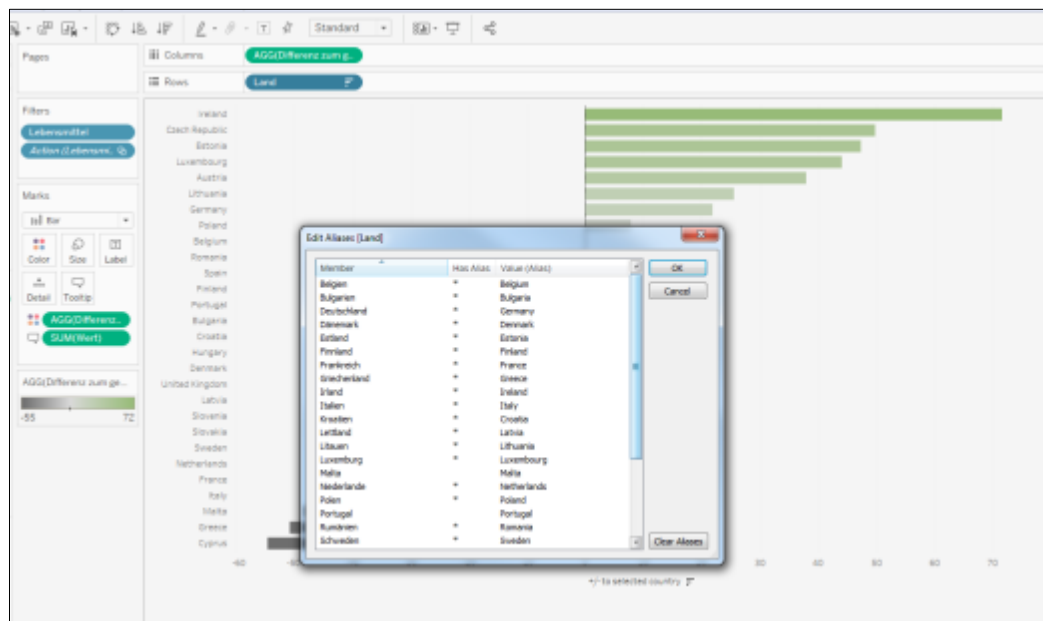 Standard
Pages
Columns
AGG(Differenz zum g..
Rows
Land
Filters
Lebensmittel
Action (Lebensmi..
Marks
Bar
Color
Size
Label
Detail
Tooltip
AGG(Differenz..
SUM(Wert)
AGG(Differenz zum ge...
-55
72
Ireland
Czech Republic
Estonia
Luxembourg
Austria
Lithuania
Germany
Poland
Belgium
Romania
Spain
Finland
Portugal
Bulgaria
Croatia
Hungary
Denmark
United Kingdom
Latvia
Slovenia
Slovakia
Sweden
Netherlands
France
Italy
Malta
Greece
Cyprus
Edit Aliases [Land]
Member Has Alias Value (Alias)
Belgien * Belgium
Bulgarien * Bulgaria
Deutschland * Germany
Dänemark * Denmark
Estland * Estonia
Finnland * Finland
Frankreich * France
Griechenland * Greece
Irland * Ireland
Italien * Italy
Kroatien * Croatia
Lettland * Latvia
Litauen * Lithuania
Luxemburg * Luxembourg
Malta Malta
Niederlande * Netherlands
Polen * Poland
Portugal Portugal
Rumänien * Romania
Schweden * Sweden
OK
Cancel
Clear Aliases
-60
30
40
50
60
70
+/- to selected country